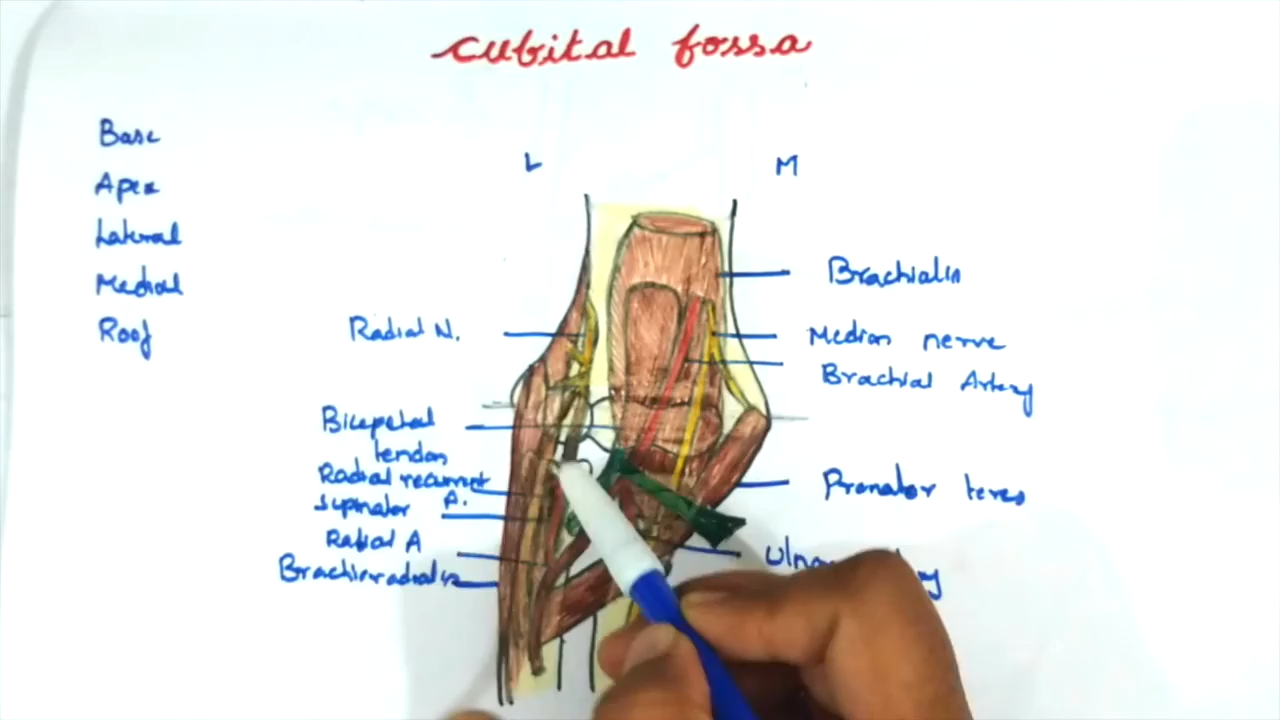 cubital fossa
Base
Apex
Lateral
Medial
Roof
L
M
Radial N.
Bicepetal
tendon
Radial recurrent
A.
supinator
Radial A
Brachioradialis
Brachialis
Median nerve
Brachial Artery
Pronator teres